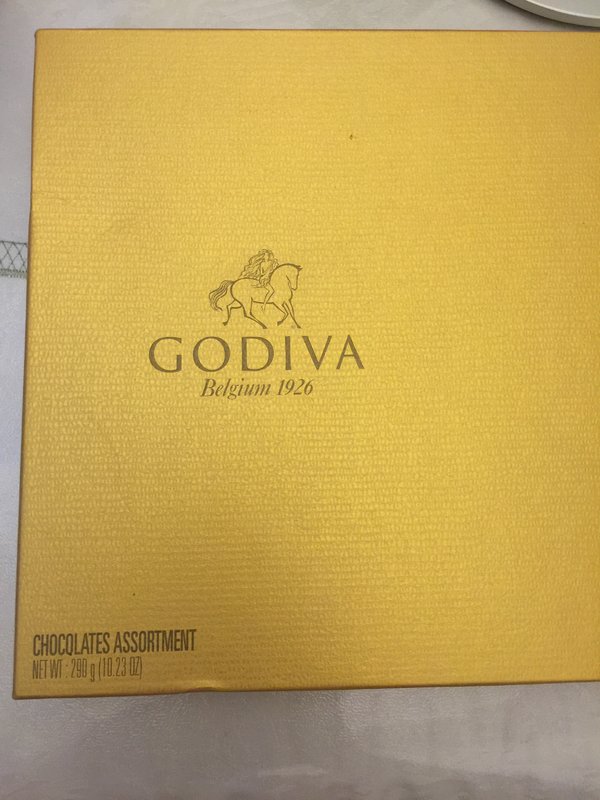 GODIVA
Belgium 1926
CHOCOLATES ASSORTMENT
NET WT : 290 g (10.23 OZ)